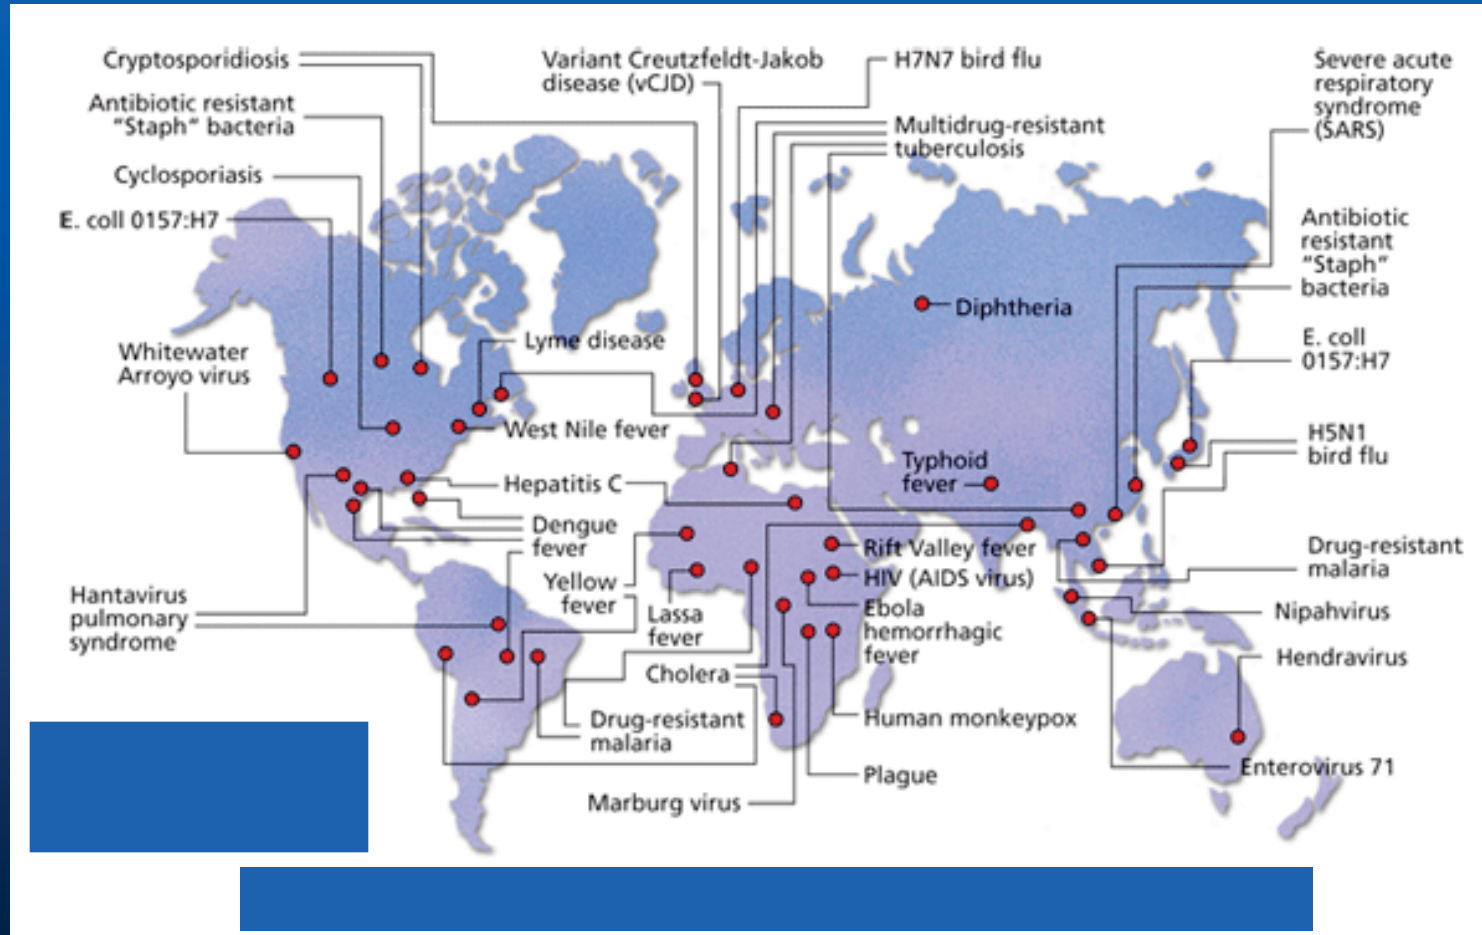 Cryptosporidiosis
Antibiotic resistant
"Staph" bacteria
Cyclosporiasis
E. coll 0157:H7
Whitewater
Arroyo virus
Hantavirus
pulmonary
syndrome
Variant Creutzfeldt-Jakob
disease (vCJD)
H7N7 bird flu
Multidrug-resistant
tuberculosis
Severe acute
respiratory
syndrome
(SARS)
Antibiotic
resistant
"Staph"
bacteria
E. coll
0157:H7
H5N1
bird flu
Drug-resistant
malaria
Nipahvirus
Hendravirus
Enterovirus 71
Diphtheria
Typhoid
fever
Lyme disease
West Nile fever
Hepatitis C
Dengue
fever
Yellow
fever
Lassa
fever
Rift Valley fever
HIV (AIDS virus)
Ebola
hemorrhagic
fever
Cholera
Drug-resistant
malaria
Human monkeypox
Plague
Marburg virus